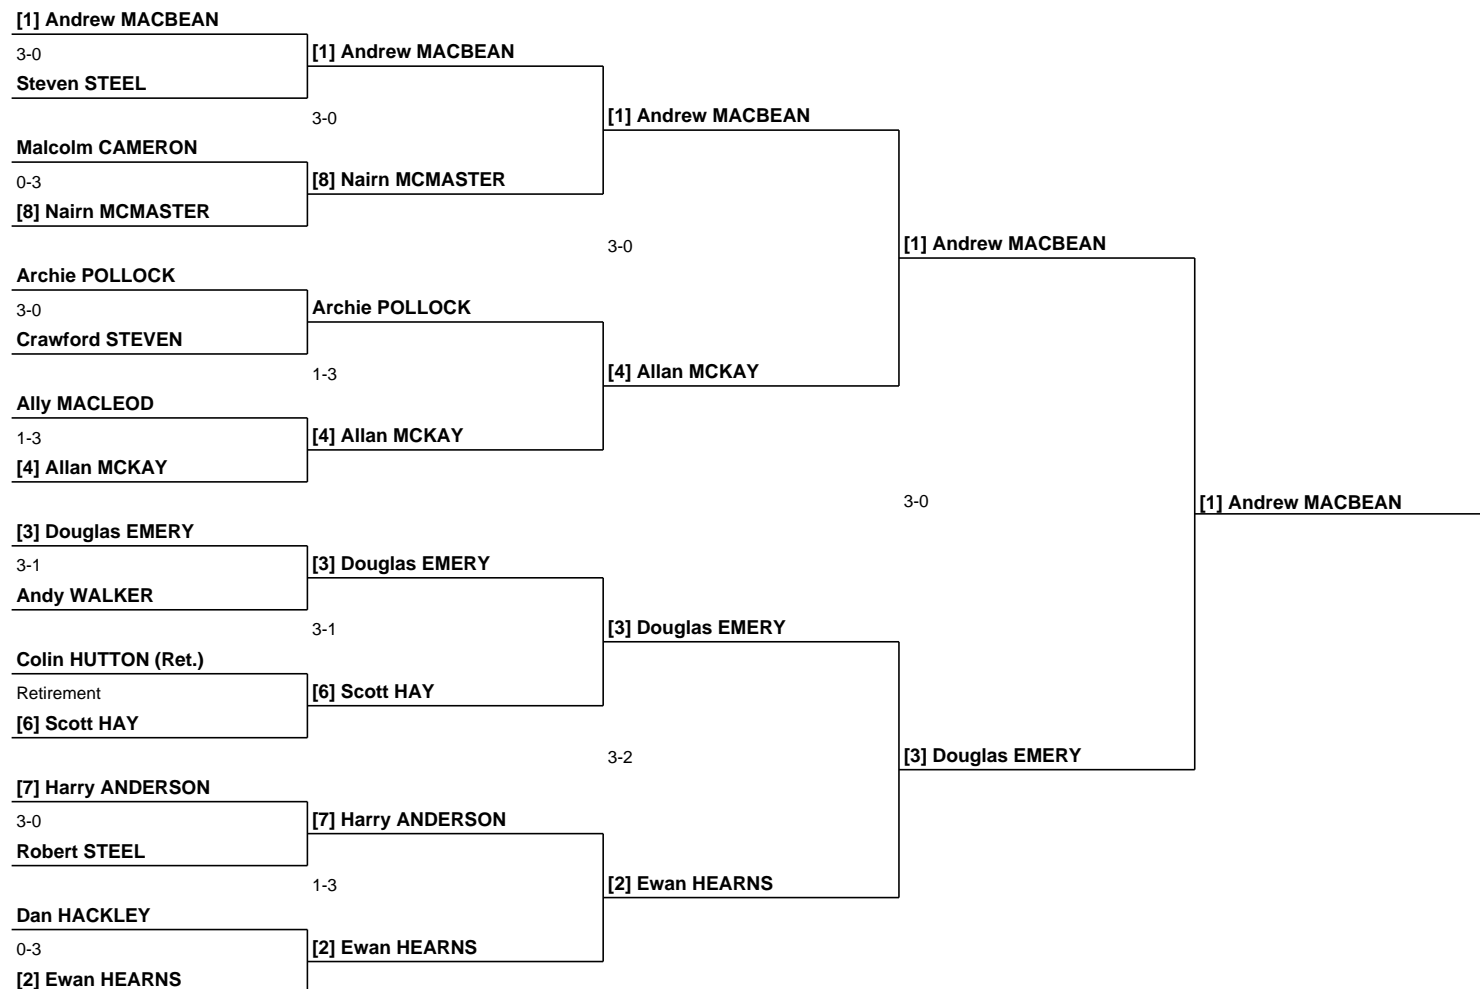 [1] Andrew MACBEAN
3-0
Steven STEEL
Malcolm CAMERON
0-3
[8] Nairn MCMASTER
Archie POLLOCK
3-0
Crawford STEVEN
Ally MACLEOD
1-3
[4] Allan MCKAY
[3] Douglas EMERY
3-1
Andy WALKER
Colin HUTTON (Ret.)
Retirement
[6] Scott HAY
[7] Harry ANDERSON
3-0
Robert STEEL
Dan HACKLEY
0-3
[2] Ewan HEARNS
[1] Andrew MACBEAN
3-0
[8] Nairn MCMASTER
Archie POLLOCK
1-3
[4] Allan MCKAY
[3] Douglas EMERY
3-1
[6] Scott HAY
[7] Harry ANDERSON
1-3
[2] Ewan HEARNS
[1] Andrew MACBEAN
3-0
[4] Allan MCKAY
[3] Douglas EMERY
3-2
[2] Ewan HEARNS
[1] Andrew MACBEAN
3-0
[3] Douglas EMERY
[1] Andrew MACBEAN